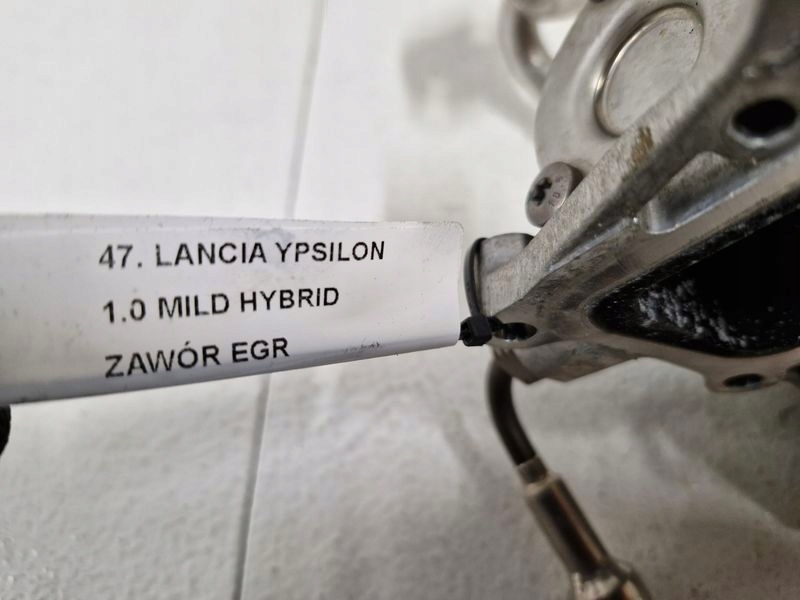 47. LANCIA YPSILON
1.0 MILD HYBRID
ZAWÓR EGR